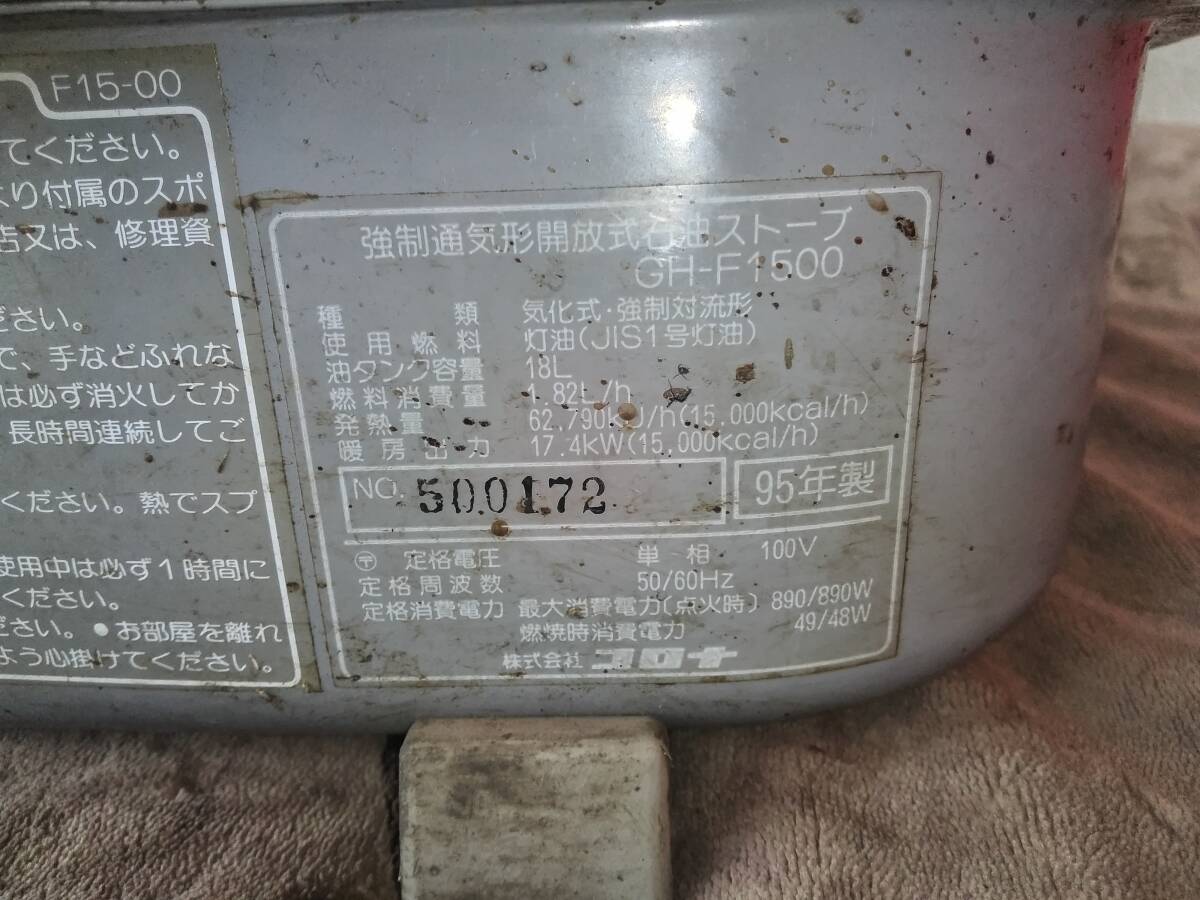 F15-00
てください。
より付属のスポ
店又は、修理資
ださい。
で、手などふれな
は必ず消火してか
長時間連続してご
ください。熱でスプ
使用中は必ず1時間に
ください。
ださい。●お部屋を離れ
よう心掛けてください。
強制通気形開放式石油ストーブ
GH-F1500
種類 気化式・強制対流形
使用燃料 灯油(JIS1号灯油)
油タンク容量 18L
燃料消費量 1.82L/h
発熱量 62,790kJ/h(15,000kcal/h)
暖房出力 17.4kW(15,000kcal/h)
NO. 500172
95年製
〒 定格電圧 単相 100V
定格周波数 50/60Hz
定格消費電力 最大消費電力(点火時) 890/890W
燃焼時消費電力 49/48W
株式会社 コロナ